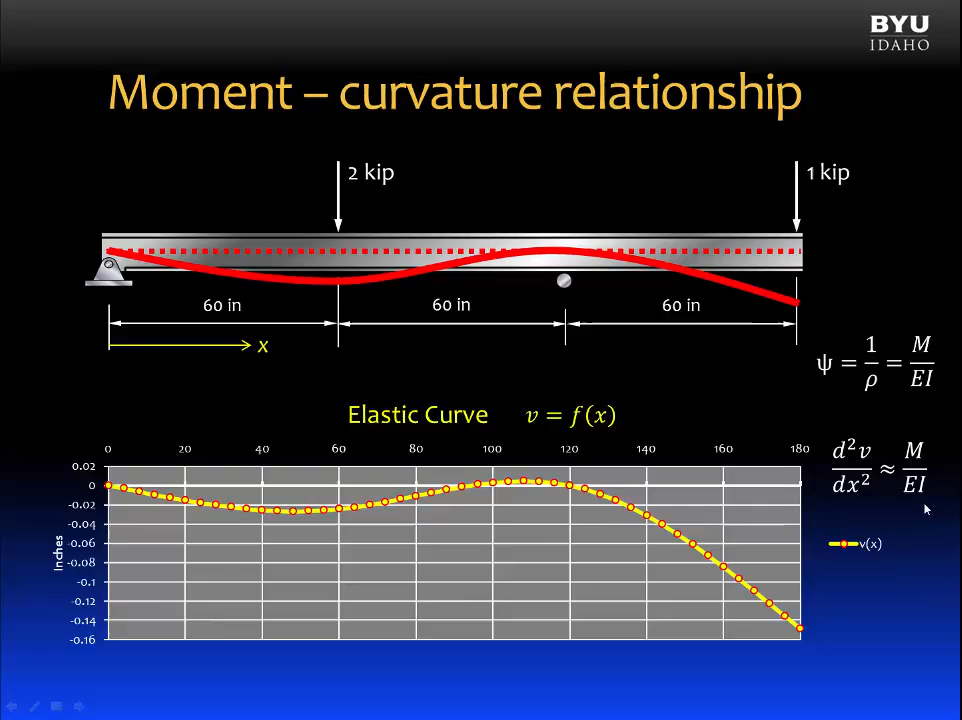 BYU
IDAHO
Moment – curvature relationship
2 kip
1 kip
60 in
60 in
60 in
x
ψ = 1/ρ = M/EI
Elastic Curve v = f(x)
d²v/dx² ≈ M/EI
0 20 40 60 80 100 120 140 160 180
0.02
0
-0.02
-0.04
-0.06
-0.08
-0.1
-0.12
-0.14
-0.16
Inches
v(x)